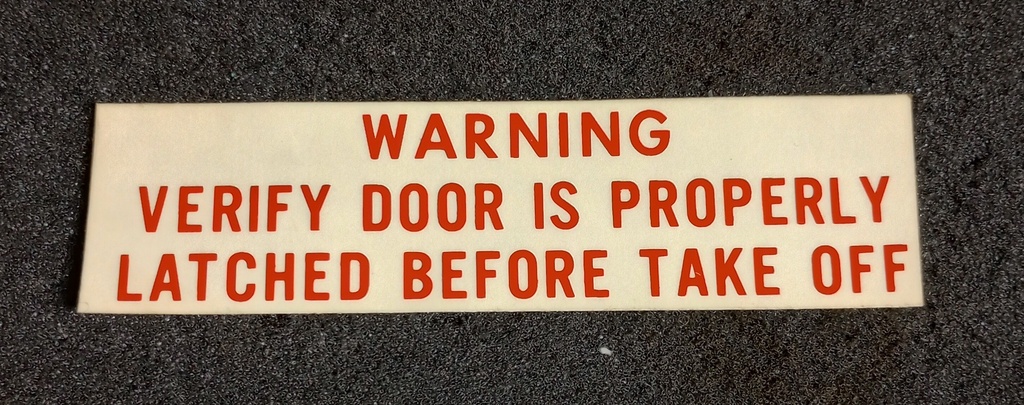 WARNING
VERIFY DOOR IS PROPERLY
LATCHED BEFORE TAKE OFF